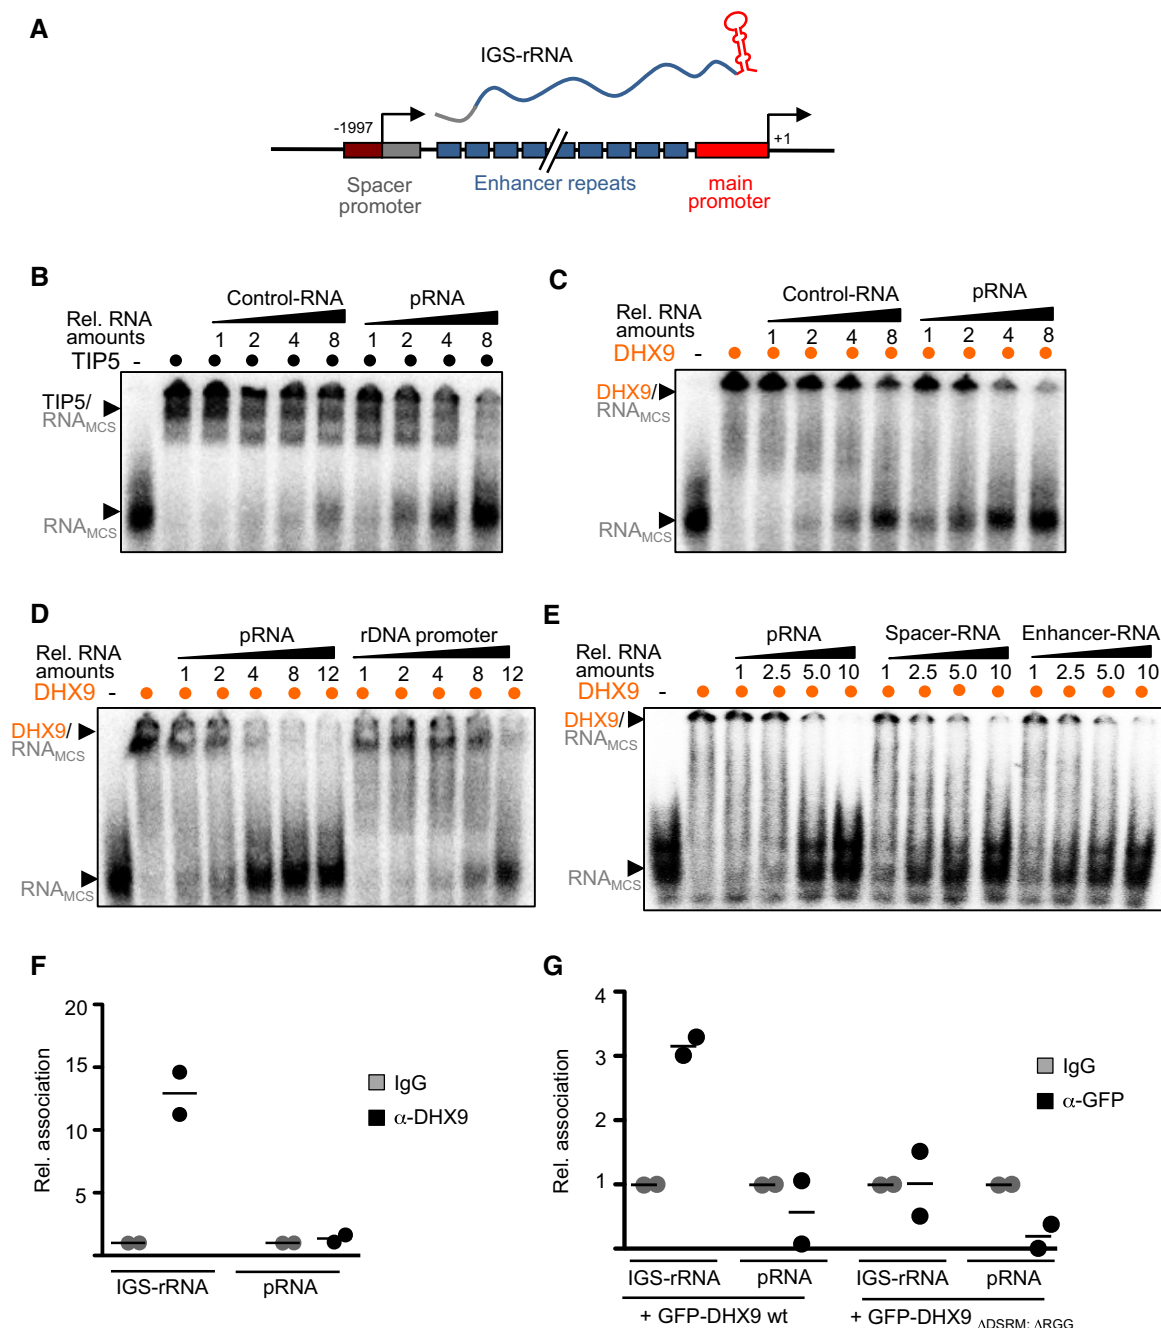 A
IGS-rRNA
-1997
+1
Spacer
promoter
Enhancer repeats
main
promoter
B
Control-RNA
pRNA
Rel. RNA
amounts
1 2 4 8 1 2 4 8
TIP5 -
TIP5/
RNAMCS
RNAMCS
C
Control-RNA
pRNA
Rel. RNA
amounts
1 2 4 8 1 2 4 8
DHX9 -
DHX9/
RNAMCS
RNAMCS
D
pRNA
rDNA promoter
Rel. RNA
amounts
1 2 4 8 12 1 2 4 8 12
DHX9 -
DHX9/
RNAMCS
RNAMCS
E
pRNA
Spacer-RNA
Enhancer-RNA
Rel. RNA
amounts
1 2.5 5.0 10 1 2.5 5.0 10 1 2.5 5.0 10
DHX9 -
DHX9/
RNAMCS
RNAMCS
F
Rel. association
20
15
10
5
IgG
α-DHX9
IGS-rRNA
pRNA
G
Rel. association
4
3
2
1
IgG
α-GFP
IGS-rRNA
pRNA
IGS-rRNA
pRNA
+ GFP-DHX9 wt
+ GFP-DHX9 ΔDSRM; ΔRGG